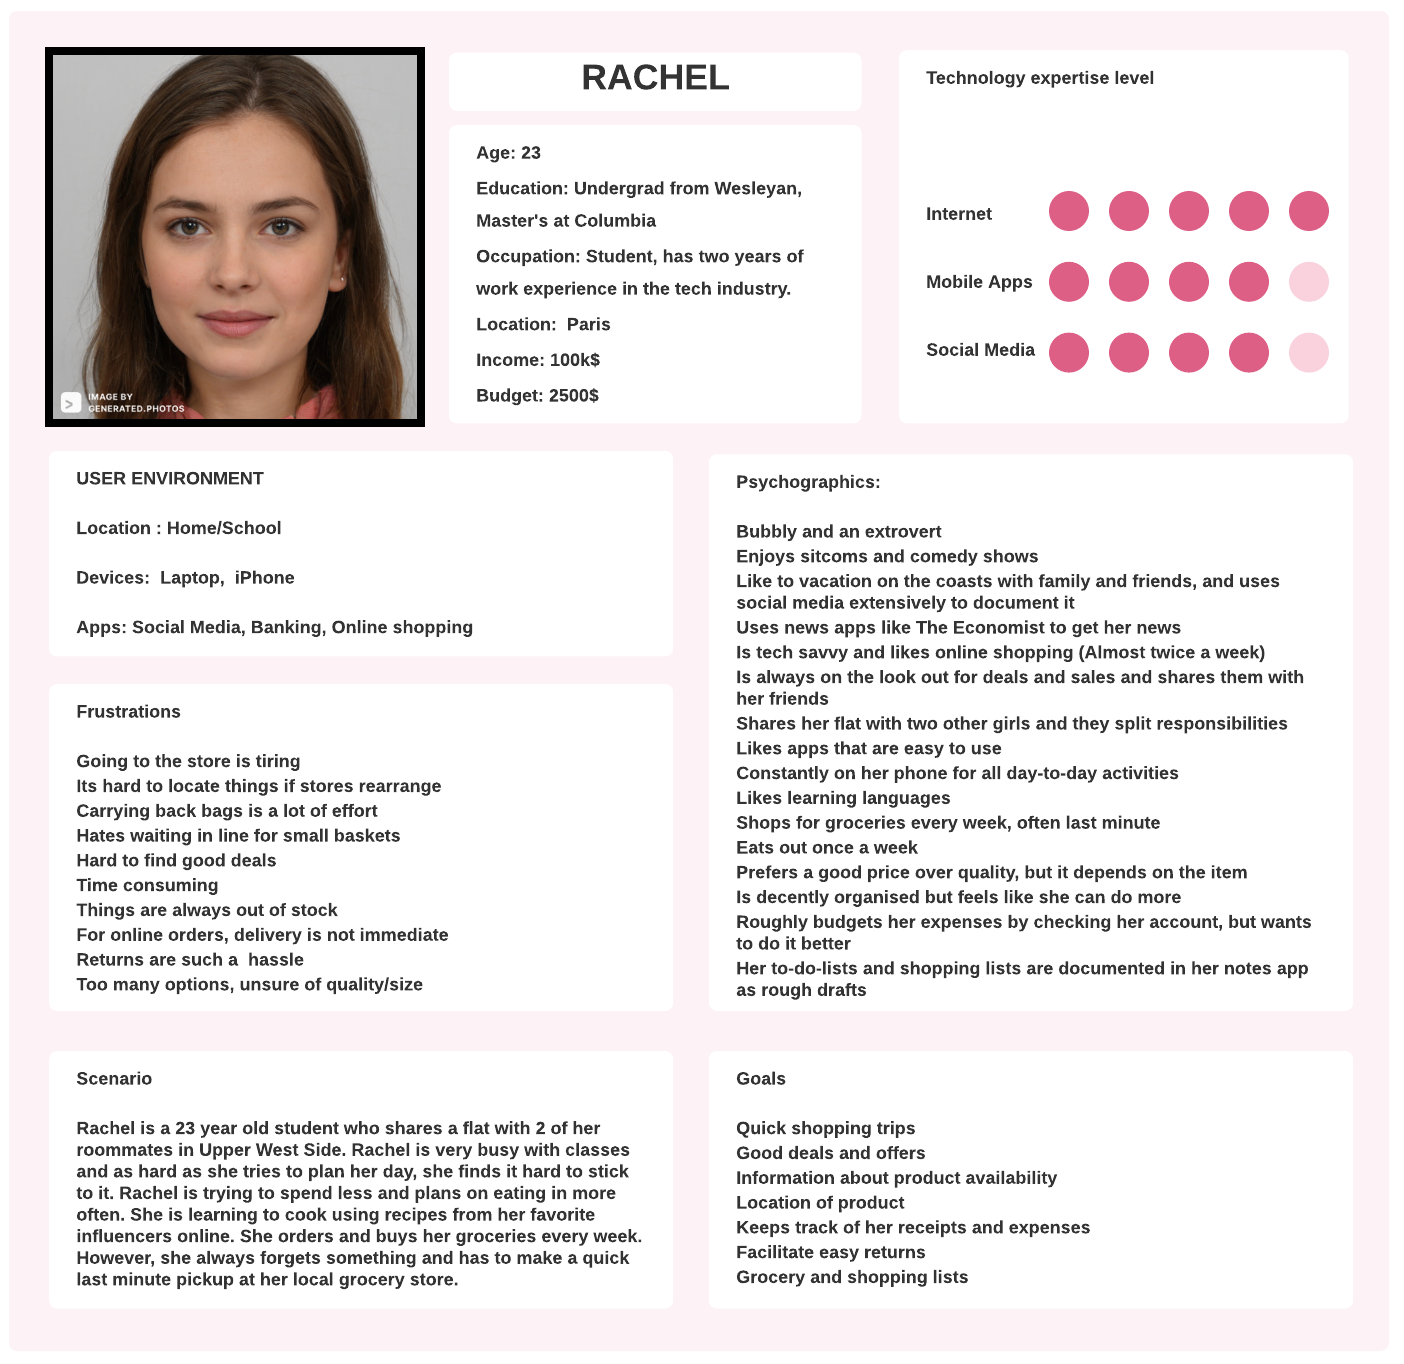 IMAGE BY
GENERATED.PHOTOS
RACHEL
Age: 23
Education: Undergrad from Wesleyan,
Master's at Columbia
Occupation: Student, has two years of
work experience in the tech industry.
Location:  Paris
Income: 100k$
Budget: 2500$
Technology expertise level
Internet
Mobile Apps
Social Media
USER ENVIRONMENT
Location : Home/School
Devices:  Laptop,  iPhone
Apps: Social Media, Banking, Online shopping
Frustrations
Going to the store is tiring
Its hard to locate things if stores rearrange
Carrying back bags is a lot of effort
Hates waiting in line for small baskets
Hard to find good deals
Time consuming
Things are always out of stock
For online orders, delivery is not immediate
Returns are such a  hassle
Too many options, unsure of quality/size
Psychographics:
Bubbly and an extrovert
Enjoys sitcoms and comedy shows
Like to vacation on the coasts with family and friends, and uses
social media extensively to document it
Uses news apps like The Economist to get her news
Is tech savvy and likes online shopping (Almost twice a week)
Is always on the look out for deals and sales and shares them with
her friends
Shares her flat with two other girls and they split responsibilities
Likes apps that are easy to use
Constantly on her phone for all day-to-day activities
Likes learning languages
Shops for groceries every week, often last minute
Eats out once a week
Prefers a good price over quality, but it depends on the item
Is decently organised but feels like she can do more
Roughly budgets her expenses by checking her account, but wants
to do it better
Her to-do-lists and shopping lists are documented in her notes app
as rough drafts
Scenario
Rachel is a 23 year old student who shares a flat with 2 of her
roommates in Upper West Side. Rachel is very busy with classes
and as hard as she tries to plan her day, she finds it hard to stick
to it. Rachel is trying to spend less and plans on eating in more
often. She is learning to cook using recipes from her favorite
influencers online. She orders and buys her groceries every week.
However, she always forgets something and has to make a quick
last minute pickup at her local grocery store.
Goals
Quick shopping trips
Good deals and offers
Information about product availability
Location of product
Keeps track of her receipts and expenses
Facilitate easy returns
Grocery and shopping lists